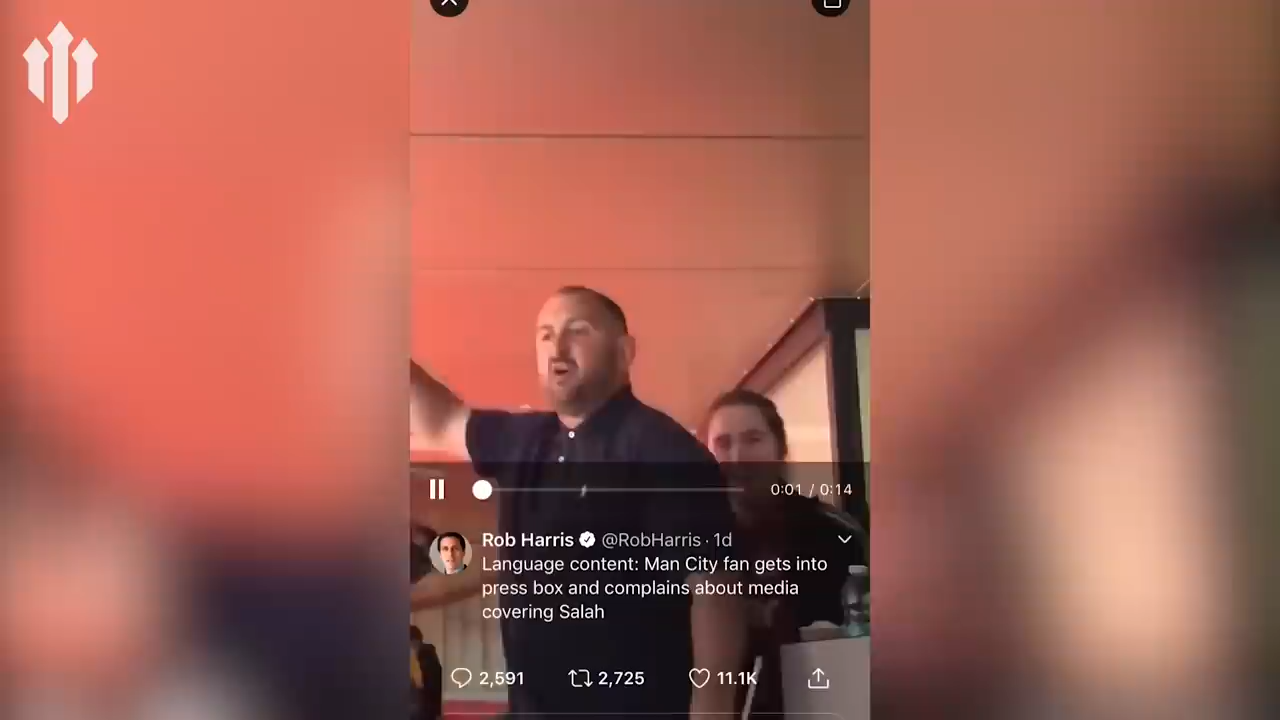 0:01 / 0:14
Rob Harris @RobHarris · 1d
Language content: Man City fan gets into
press box and complains about media
covering Salah
2,591 2,725 11.1K